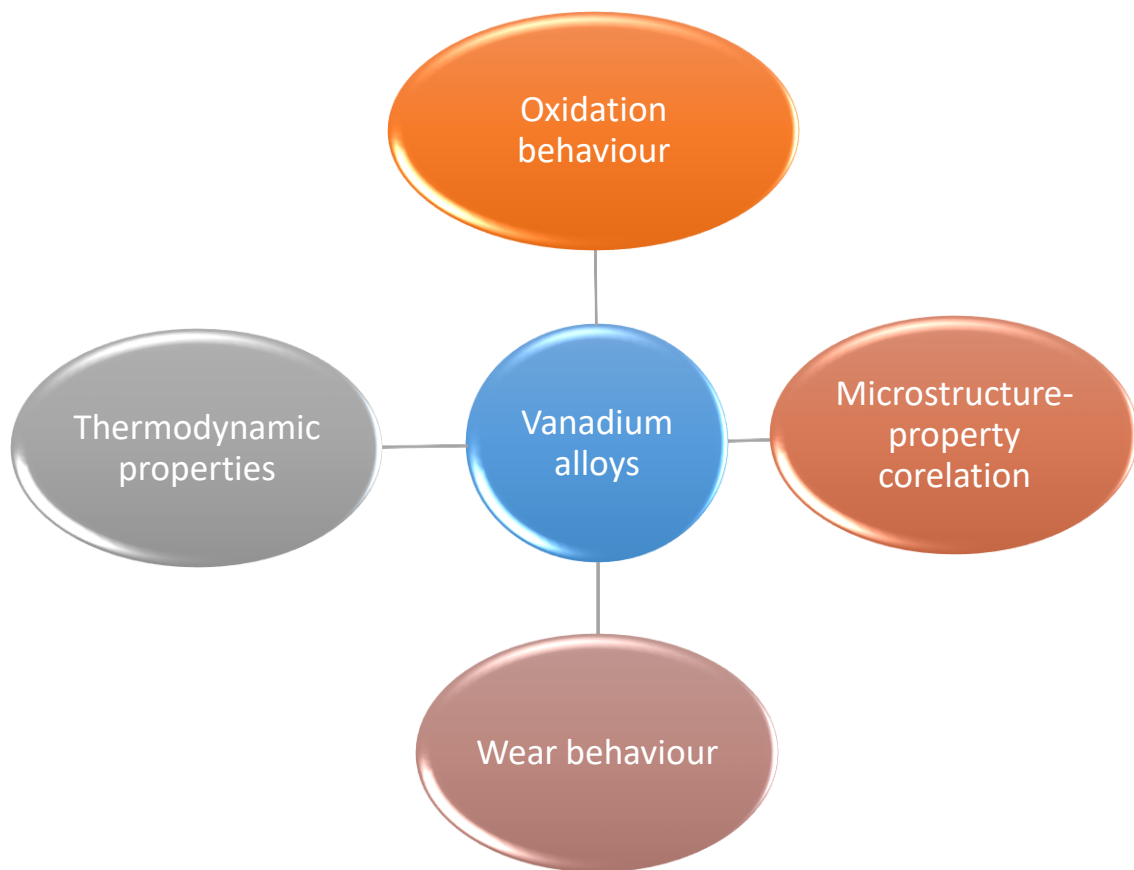 Oxidation
behaviour
Thermodynamic
properties
Vanadium
alloys
Microstructure-
property
corelation
Wear behaviour